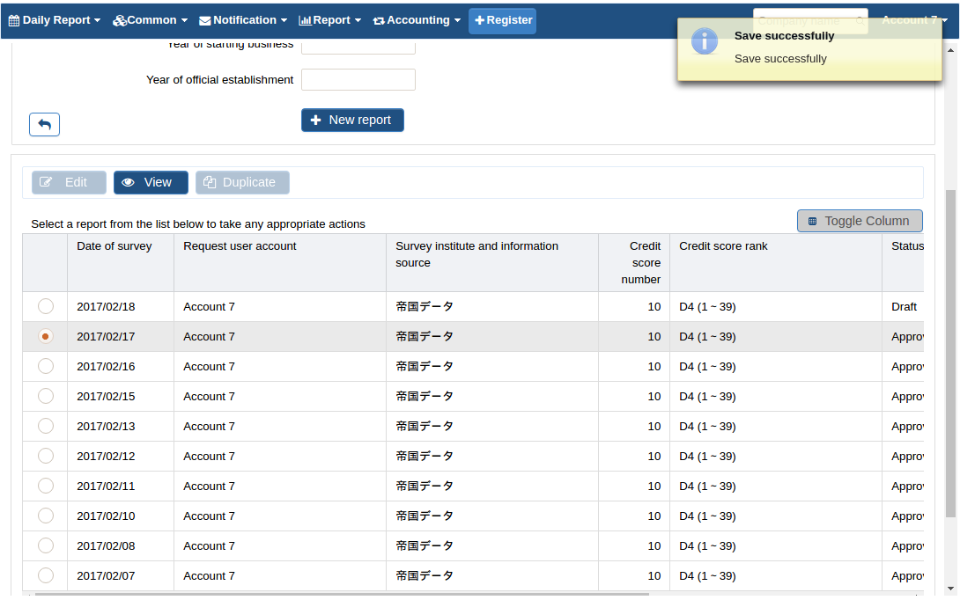 Daily Report Common Notification Report Accounting Register Company name Account 7
Save successfully
Save successfully
Year of starting business
Year of official establishment
New report
Edit View Duplicate
Select a report from the list below to take any appropriate actions
Toggle Column
Date of survey Request user account Survey institute and information source Credit score number Credit score rank Status
2017/02/18 Account 7 帝国データ 10 D4 (1 ~ 39) Draft
2017/02/17 Account 7 帝国データ 10 D4 (1 ~ 39) Approv
2017/02/16 Account 7 帝国データ 10 D4 (1 ~ 39) Approv
2017/02/15 Account 7 帝国データ 10 D4 (1 ~ 39) Approv
2017/02/13 Account 7 帝国データ 10 D4 (1 ~ 39) Approv
2017/02/12 Account 7 帝国データ 10 D4 (1 ~ 39) Approv
2017/02/11 Account 7 帝国データ 10 D4 (1 ~ 39) Approv
2017/02/10 Account 7 帝国データ 10 D4 (1 ~ 39) Approv
2017/02/08 Account 7 帝国データ 10 D4 (1 ~ 39) Approv
2017/02/07 Account 7 帝国データ 10 D4 (1 ~ 39) Approv